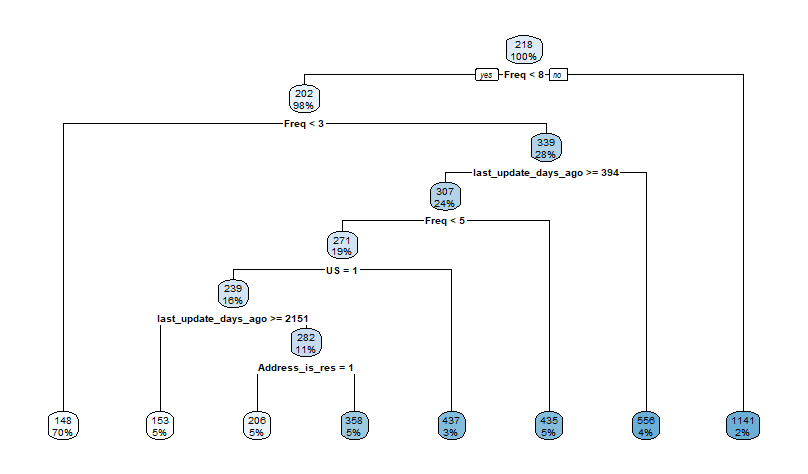 218
100%
yes Freq < 8 no
202
98%
Freq < 3
339
28%
last_update_days_ago >= 394
307
24%
Freq < 5
271
19%
US = 1
239
16%
last_update_days_ago >= 2151
282
11%
Address_is_res = 1
148 153 206 358 437 435 556 1141
70% 5% 5% 5% 3% 5% 4% 2%